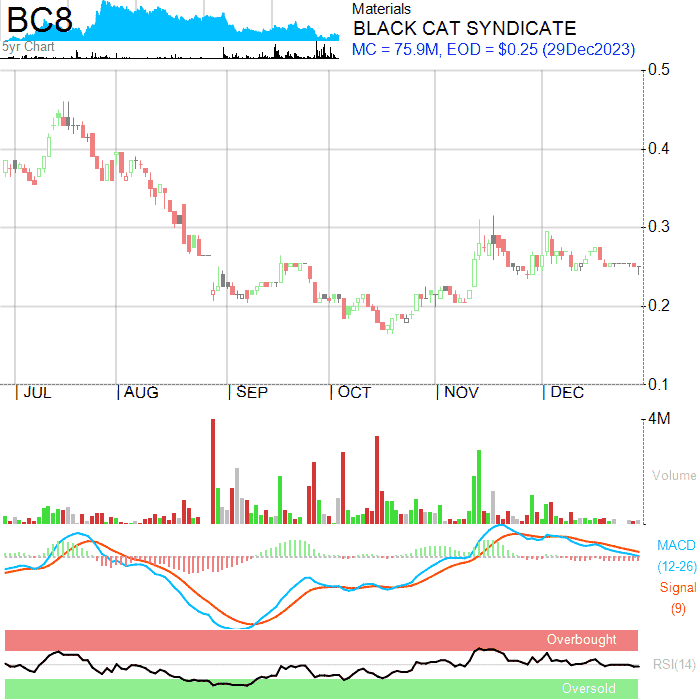 BC8
5yr Chart
Materials
BLACK CAT SYNDICATE
MC = 75.9M, EOD = $0.25 (29Dec2023)
0.5
0.4
0.3
0.2
0.1
JUL AUG SEP OCT NOV DEC
4M
Volume
MACD
(12-26)
Signal
(9)
Overbought
RSI(14)
Oversold